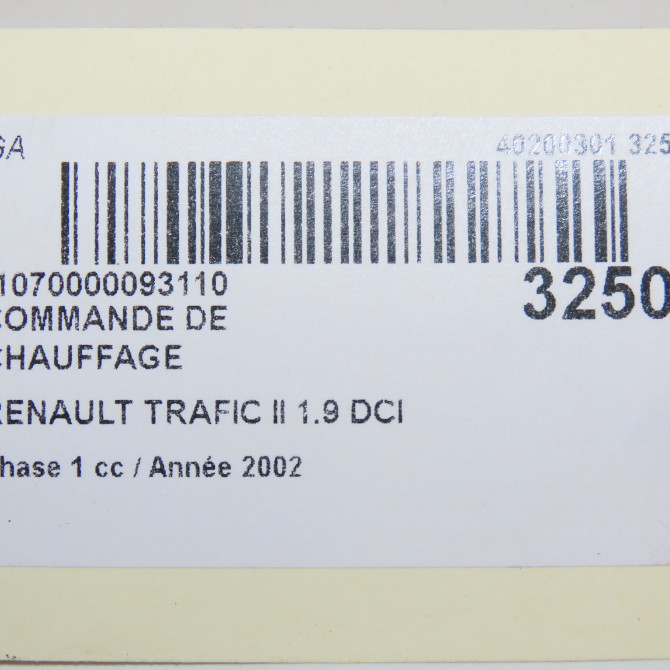 GA 40200301 325
1070000093110 3250
COMMANDE DE
CHAUFFAGE
RENAULT TRAFIC II 1.9 DCI
hase 1 cc / Année 2002